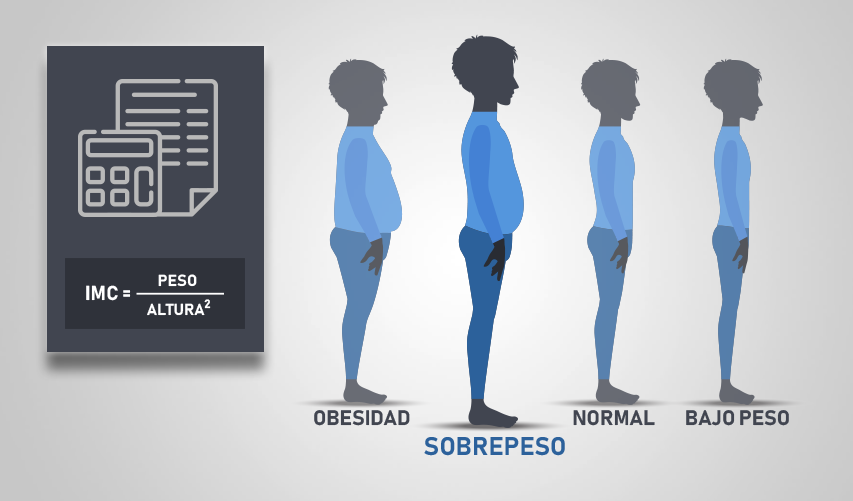 IMC = PESO
ALTURA²
OBESIDAD
SOBREPESO
NORMAL
BAJO PESO